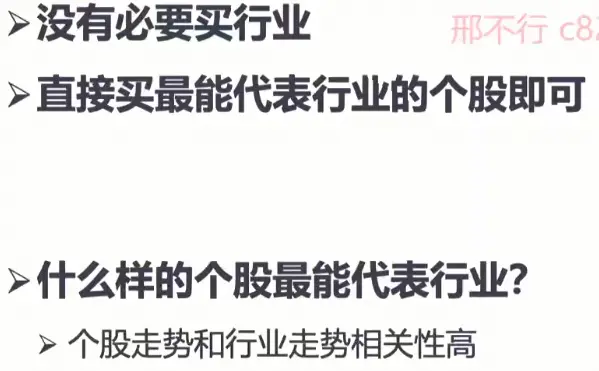 没有必要买行业
邢不行 c82
直接买最能代表行业的个股即可
什么样的个股最能代表行业?
个股走势和行业走势相关性高